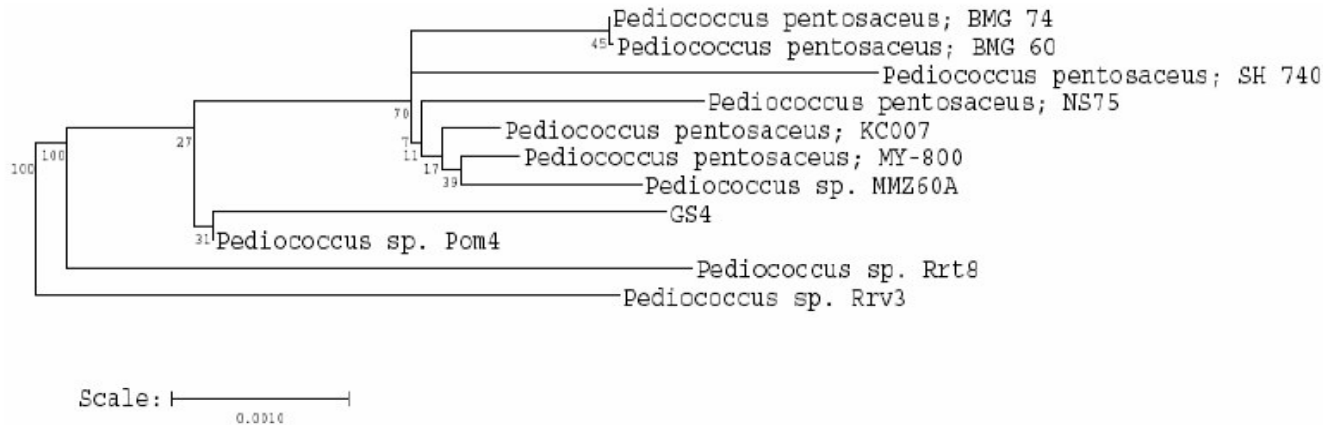 Pediococcus pentosaceus; BMG 74
45 Pediococcus pentosaceus; BMG 60
Pediococcus pentosaceus; SH 740
Pediococcus pentosaceus; NS75
70
Pediococcus pentosaceus; KC007
27
7
100
11
Pediococcus pentosaceus; MY-800
100
17
39
Pediococcus sp. MMZ60A
GS4
31 Pediococcus sp. Pom4
Pediococcus sp. Rrt8
Pediococcus sp. Rrv3
Scale:
0.0010